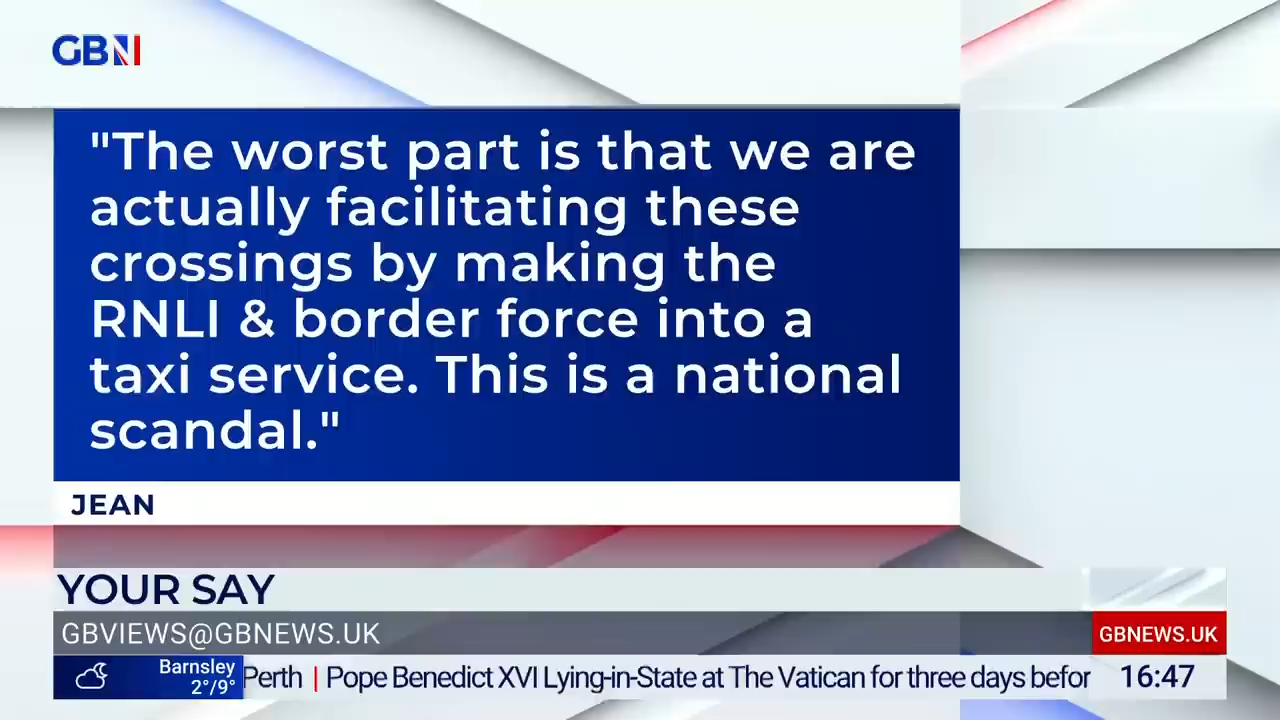 GBN
"The worst part is that we are
actually facilitating these
crossings by making the
RNLI & border force into a
taxi service. This is a national
scandal."
JEAN
YOUR SAY
GBVIEWS@GBNEWS.UK
GBNEWS.UK
Barnsley
2°/9°
Perth | Pope Benedict XVI Lying-in-State at The Vatican for three days befor
16:47